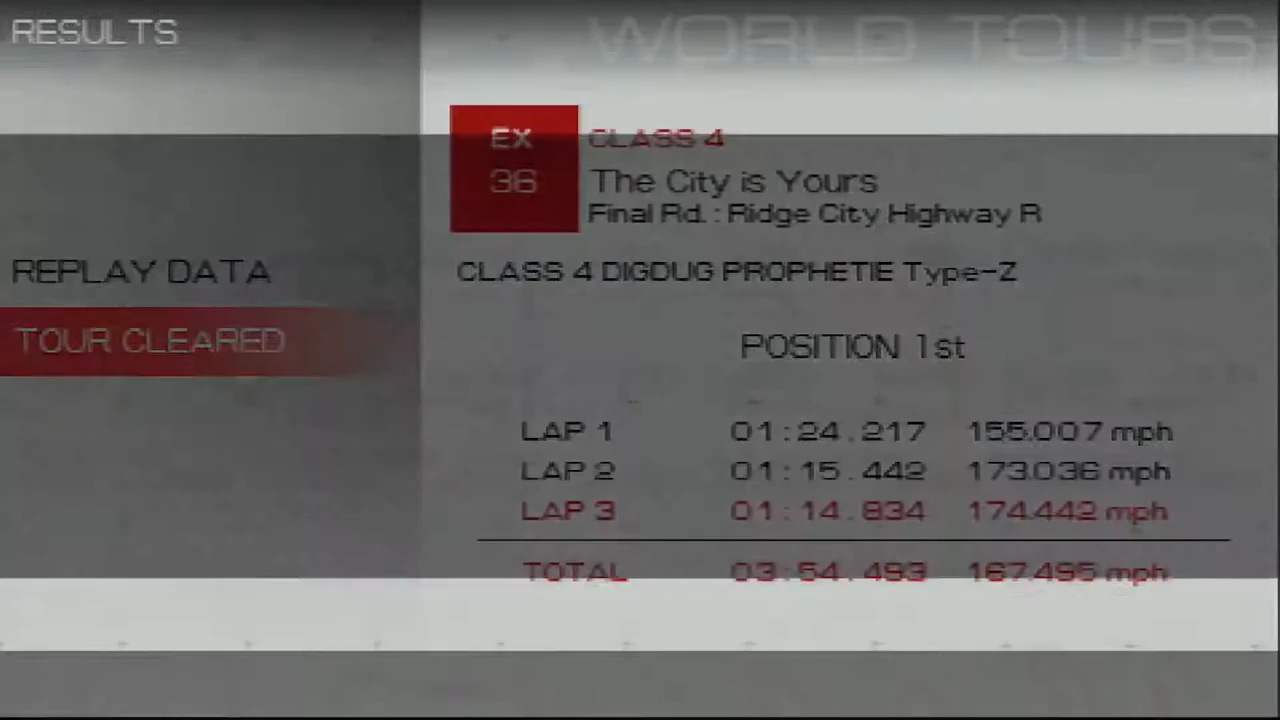 RESULTS
WORLD TOURS
EX
36
CLASS 4
The City is Yours
Final Rd. : Ridge City Highway R
REPLAY DATA
CLASS 4 DIGDUG PROPHETIE Type-Z
TOUR CLEARED
POSITION 1st
LAP 1 01:24.217 155.007 mph
LAP 2 01:15.442 173.036 mph
LAP 3 01:14.834 174.442 mph
TOTAL 03:54.493 167.495 mph